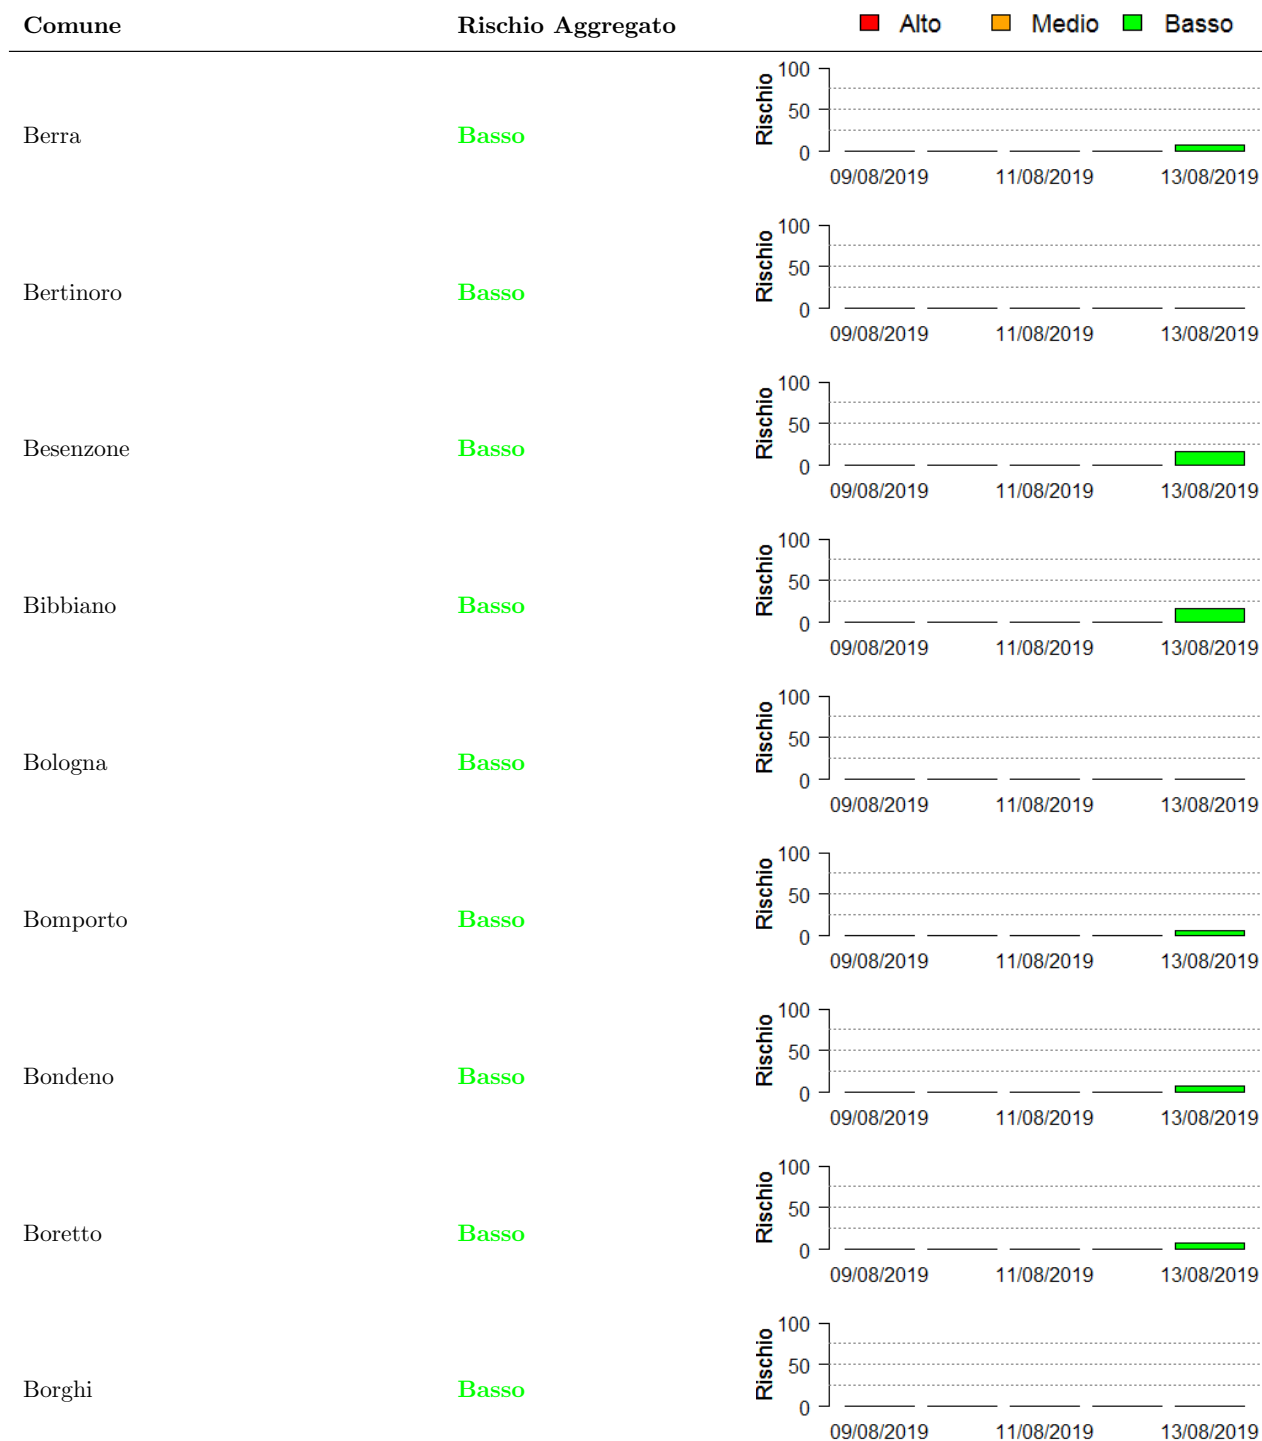 Comune Rischio Aggregato Alto Medio Basso
Berra Basso Rischio 100 50 0
09/08/2019 11/08/2019 13/08/2019
Bertinoro Basso Rischio 100 50 0
09/08/2019 11/08/2019 13/08/2019
Besenzone Basso Rischio 100 50 0
09/08/2019 11/08/2019 13/08/2019
Bibbiano Basso Rischio 100 50 0
09/08/2019 11/08/2019 13/08/2019
Bologna Basso Rischio 100 50 0
09/08/2019 11/08/2019 13/08/2019
Bomporto Basso Rischio 100 50 0
09/08/2019 11/08/2019 13/08/2019
Bondeno Basso Rischio 100 50 0
09/08/2019 11/08/2019 13/08/2019
Boretto Basso Rischio 100 50 0
09/08/2019 11/08/2019 13/08/2019
Borghi Basso Rischio 100 50 0
09/08/2019 11/08/2019 13/08/2019